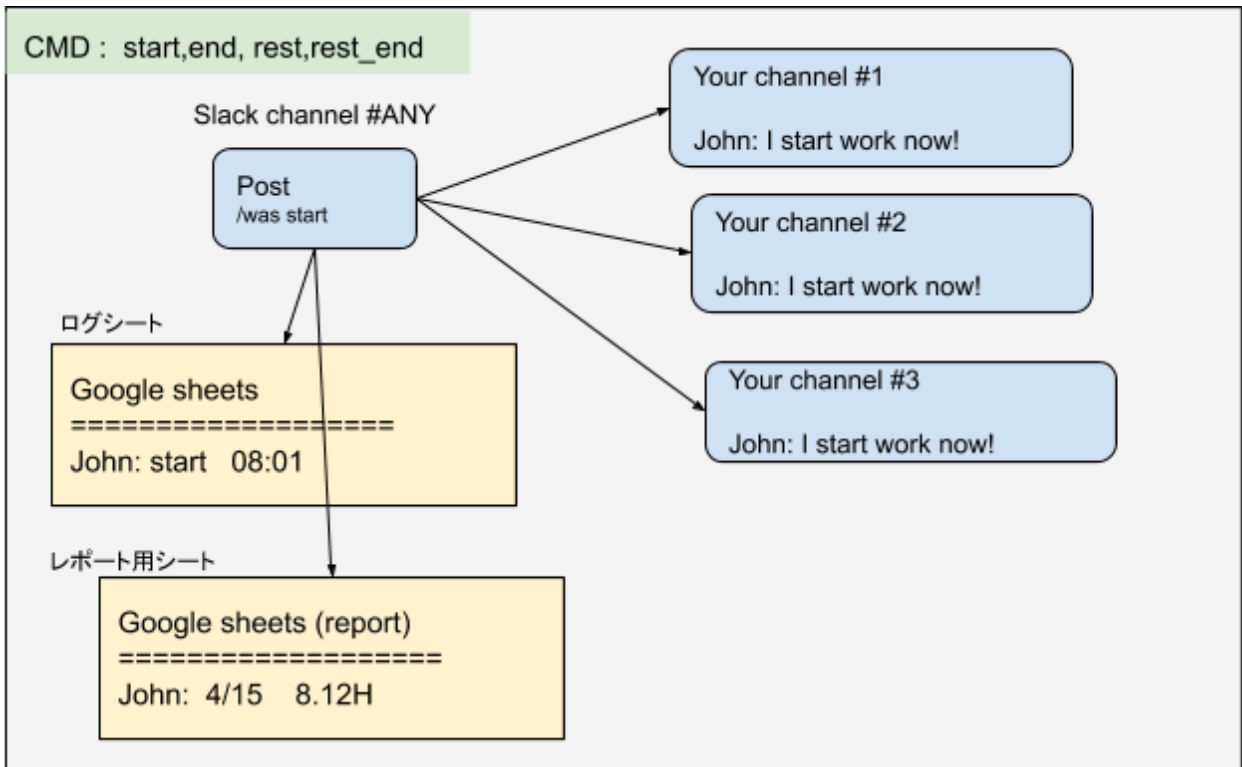 CMD :  start,end, rest,rest_end
Slack channel #ANY
Post
/was start
Your channel #1
John: I start work now!
Your channel #2
John: I start work now!
Your channel #3
John: I start work now!
ログシート
Google sheets
===================
John: start   08:01
レポート用シート
Google sheets (report)
===================
John:  4/15    8.12H